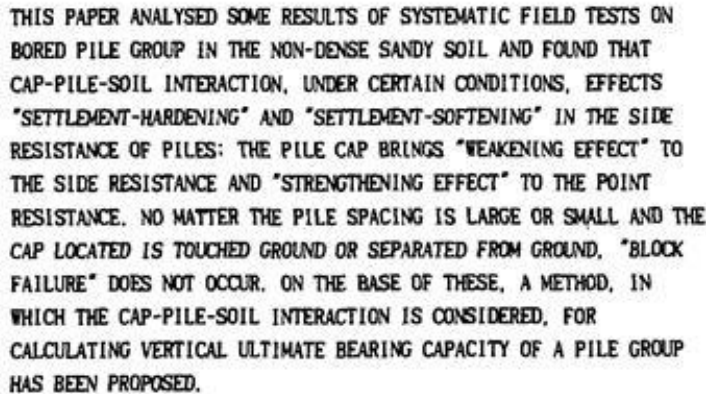 THIS PAPER ANALYSED SOME RESULTS OF SYSTEMATIC FIELD TESTS ON
BORED PILE GROUP IN THE NON-DENSE SANDY SOIL AND FOUND THAT
CAP-PILE-SOIL INTERACTION, UNDER CERTAIN CONDITIONS, EFFECTS
"SETTLEMENT-HARDENING" AND "SETTLEMENT-SOFTENING" IN THE SIDE
RESISTANCE OF PILES: THE PILE CAP BRINGS "WEAKENING EFFECT" TO
THE SIDE RESISTANCE AND "STRENGTHENING EFFECT" TO THE POINT
RESISTANCE. NO MATTER THE PILE SPACING IS LARGE OR SMALL AND THE
CAP LOCATED IS TOUCHED GROUND OR SEPARATED FROM GROUND, "BLOCK
FAILURE" DOES NOT OCCUR. ON THE BASE OF THESE, A METHOD, IN
WHICH THE CAP-PILE-SOIL INTERACTION IS CONSIDERED, FOR
CALCULATING VERTICAL ULTIMATE BEARING CAPACITY OF A PILE GROUP
HAS BEEN PROPOSED.